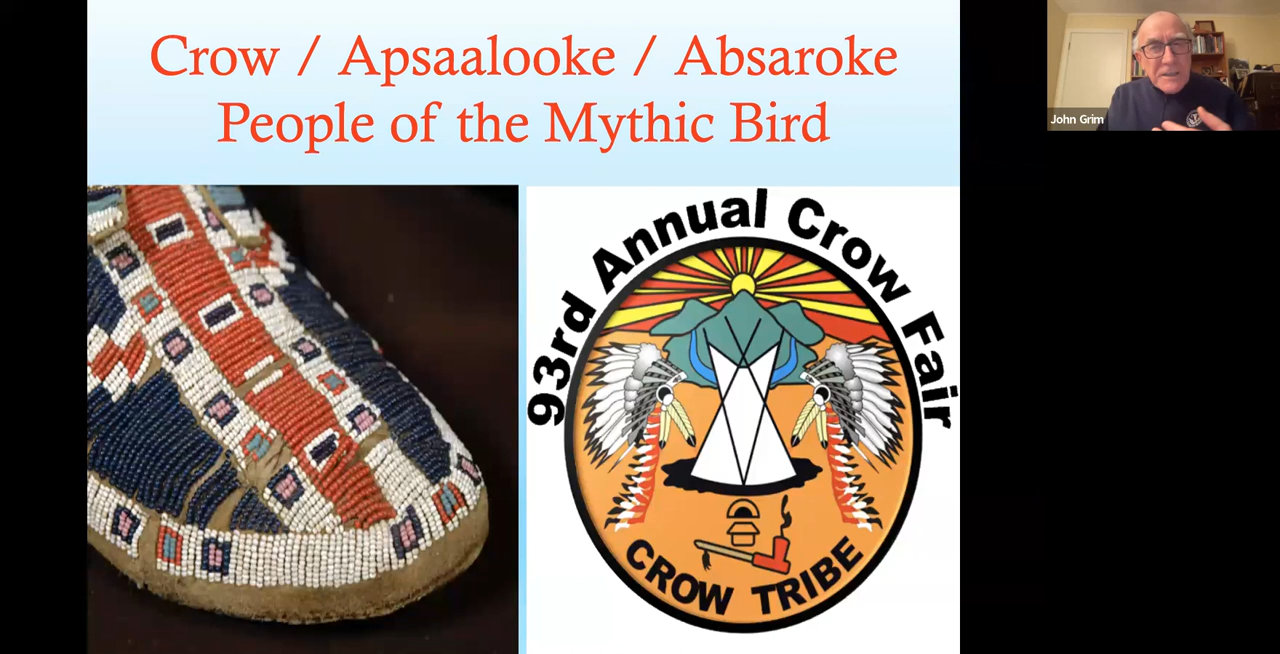 Crow / Apsaalooke / Absaroke
People of the Mythic Bird
John Grim
93rd Annual Crow Fair
CROW TRIBE